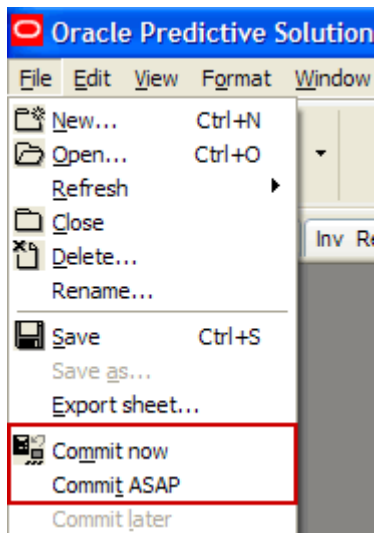 Oracle Predictive Solution
File Edit View Format Window
New... Ctrl+N
Open... Ctrl+O
Refresh
Close
Inv Re
Delete...
Rename...
Save Ctrl+S
Save as...
Export sheet...
Commit now
Commit ASAP
Commit later